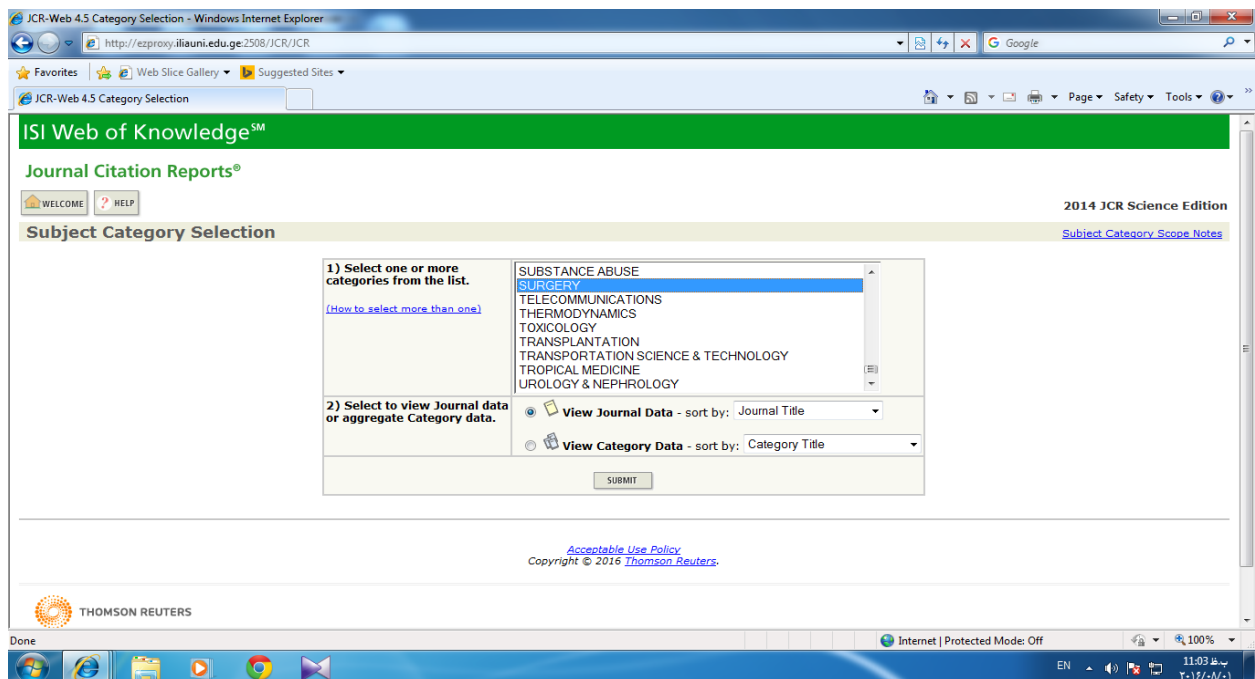 JCR-Web 4.5 Category Selection - Windows Internet Explorer
http://ezproxy.iliauni.edu.ge:2508/JCR/JCR
Google
Favorites
Web Slice Gallery
Suggested Sites
JCR-Web 4.5 Category Selection
Page
Safety
Tools
ISI Web of Knowledge℠
Journal Citation Reports®
WELCOME
? HELP
2014 JCR Science Edition
Subject Category Selection
Subject Category Scope Notes
1) Select one or more
categories from the list.
(How to select more than one)
SUBSTANCE ABUSE
SURGERY
TELECOMMUNICATIONS
THERMODYNAMICS
TOXICOLOGY
TRANSPLANTATION
TRANSPORTATION SCIENCE & TECHNOLOGY
TROPICAL MEDICINE
UROLOGY & NEPHROLOGY
2) Select to view Journal data
or aggregate Category data.
View Journal Data - sort by: Journal Title
View Category Data - sort by: Category Title
SUBMIT
Acceptable Use Policy
Copyright © 2016 Thomson Reuters.
THOMSON REUTERS
Done
Internet | Protected Mode: Off
100%
EN
11:03 ب.ظ
٢٠١۶/٠٨/٠١